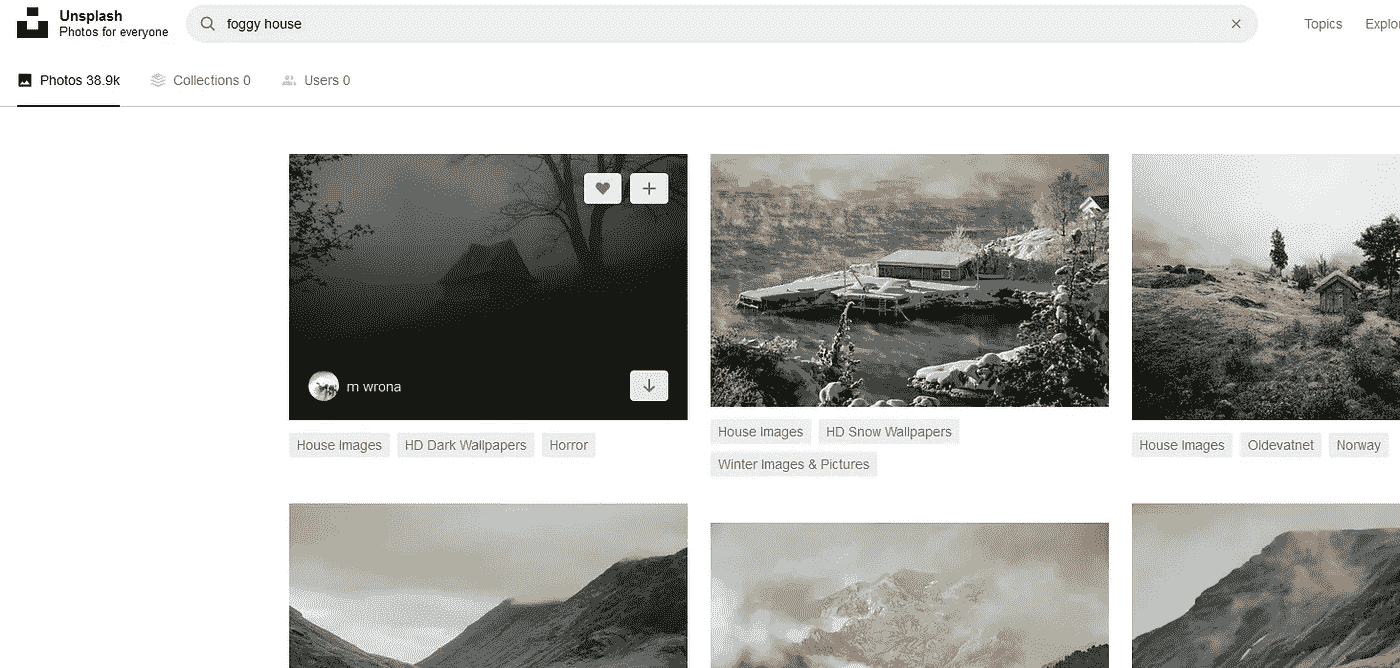 Unsplash
Photos for everyone
foggy house
Topics
Photos 38.9k
Collections 0
Users 0
m wrona
House Images
HD Dark Wallpapers
Horror
House Images
HD Snow Wallpapers
Winter Images & Pictures
House Images
Oldevatnet
Norway